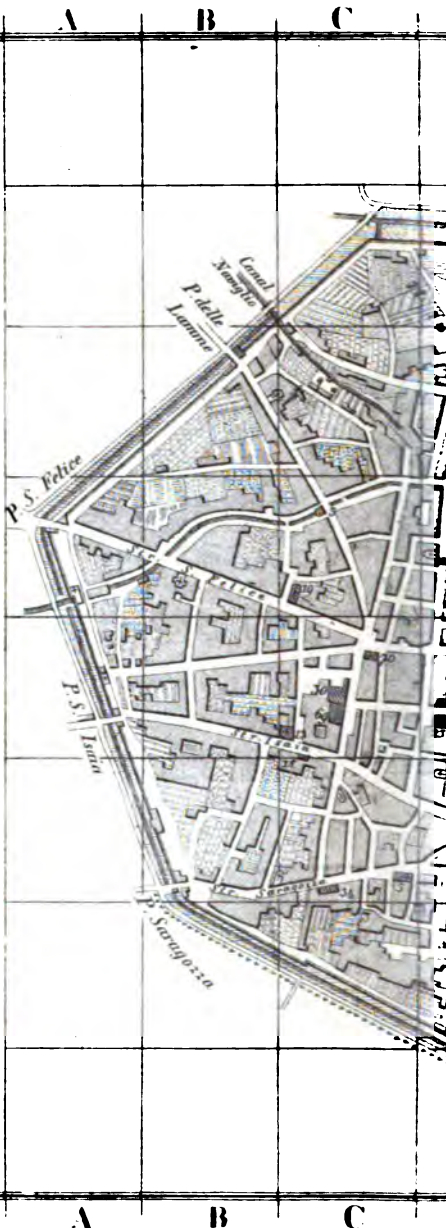 A B C
Canal
Naviglio
P. delle
Lamme
P. S. Felice
Str. S. Felice
P. S. Isaia
Str. S. Isaia
Str. Saragozza
P. Saragozza
A B C